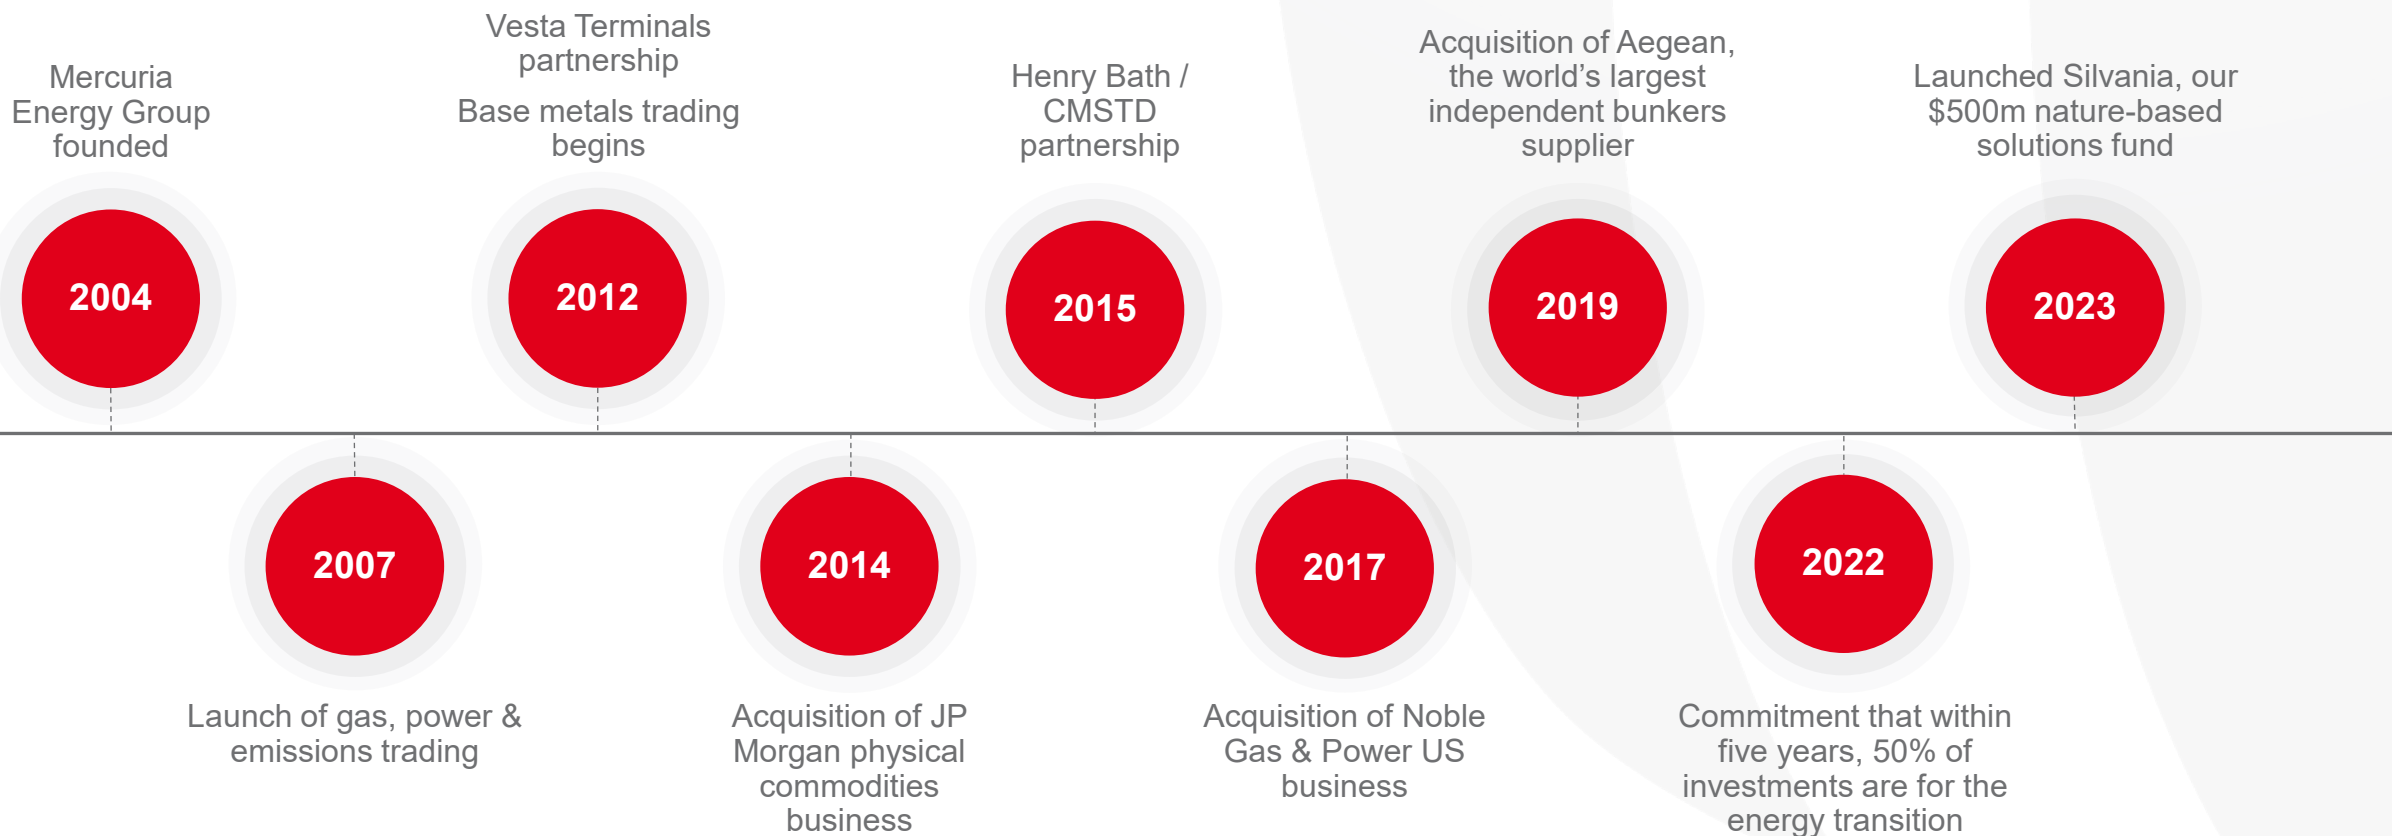 Mercuria
Energy Group
founded
2004
Launch of gas, power &
emissions trading
2007
Vesta Terminals
partnership
Base metals trading
begins
2012
Acquisition of JP
Morgan physical
commodities
business
2014
Henry Bath /
CMSTD
partnership
2015
Acquisition of Noble
Gas & Power US
business
2017
Acquisition of Aegean,
the world’s largest
independent bunkers
supplier
2019
Commitment that within
five years, 50% of
investments are for the
energy transition
2022
Launched Silvania, our
$500m nature-based
solutions fund
2023